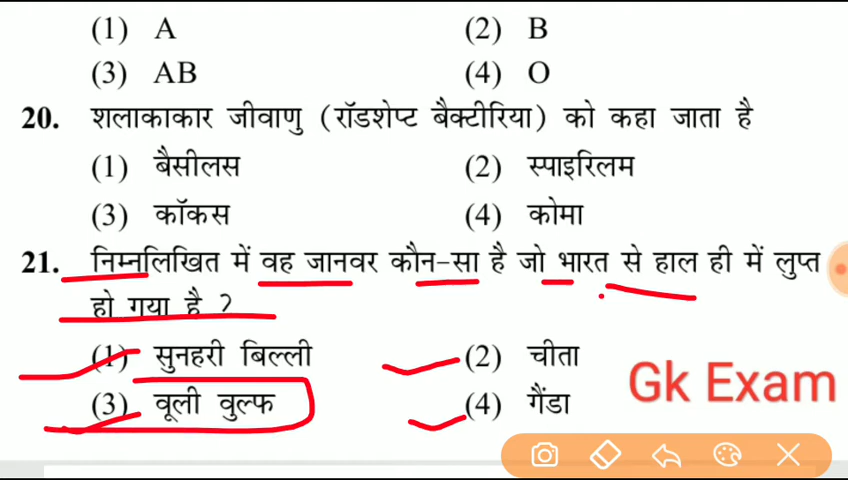 (1) A (2) B
(3) AB (4) O
20. शलाकाकार जीवाणु (रॉडशेप्ट बैक्टीरिया) को कहा जाता है
(1) बैसीलस (2) स्पाइरिलम
(3) कॉकस (4) कोमा
21. निम्नलिखित में वह जानवर कौन-सा है जो भारत से हाल ही में लुप्त
हो गया है ?
(1) सुनहरी बिल्ली (2) चीता
(3) वूली वुल्फ (4) गैंडा
Gk Exam